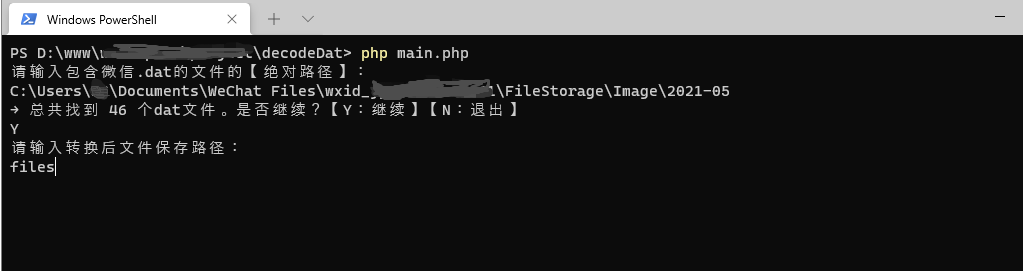 Windows PowerShell
PS D:\www\ \decodeDat> php main.php
请输入包含微信.dat的文件的【绝对路径】：
C:\Users\ \Documents\WeChat Files\wxid_ 1\FileStorage\Image\2021-05
→ 总共找到 46 个dat文件。是否继续？【Y：继续】【N：退出】
Y
请输入转换后文件保存路径：
files